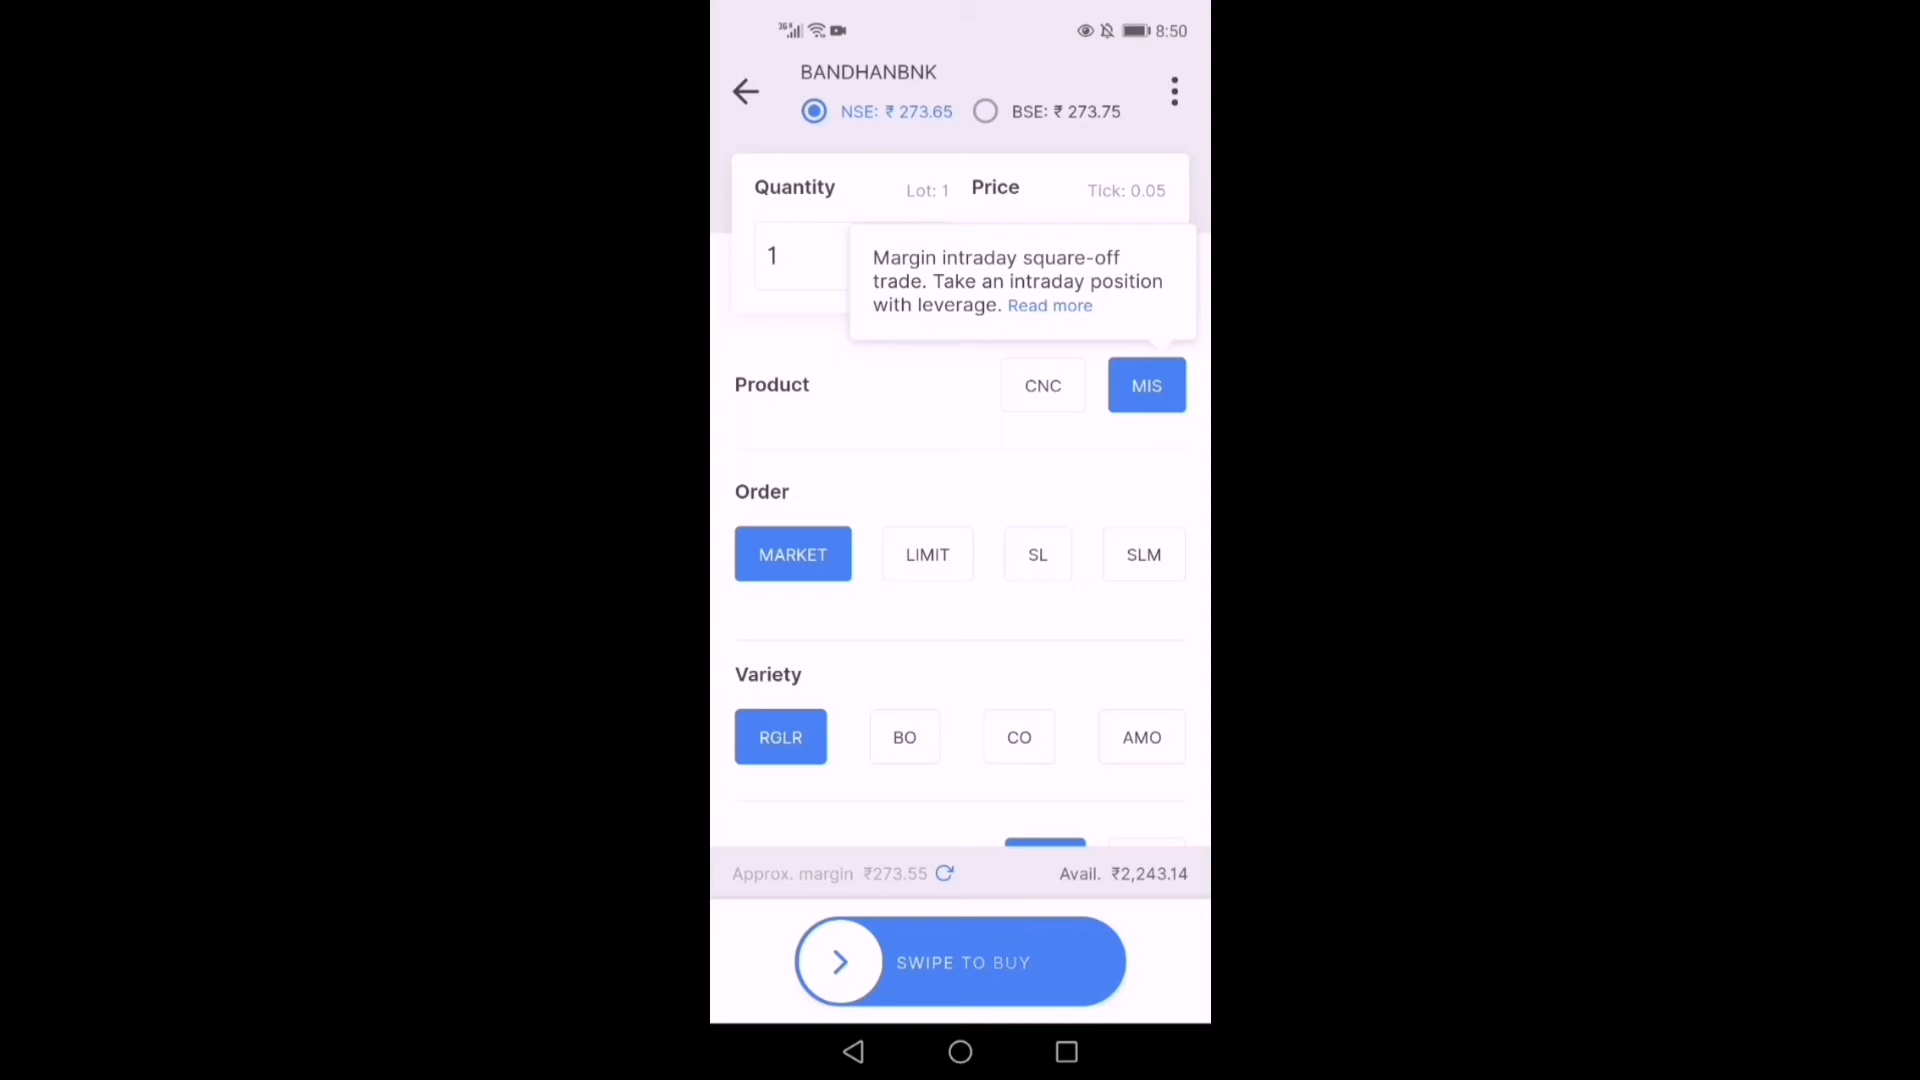 8:50
BANDHANBNK
NSE: ₹ 273.65 BSE: ₹ 273.75
Quantity Lot: 1 Price Tick: 0.05
1
Margin intraday square-off
trade. Take an intraday position
with leverage. Read more
Product CNC MIS
Order
MARKET LIMIT SL SLM
Variety
RGLR BO CO AMO
Approx. margin ₹273.55 Avail. ₹2,243.14
SWIPE TO BUY